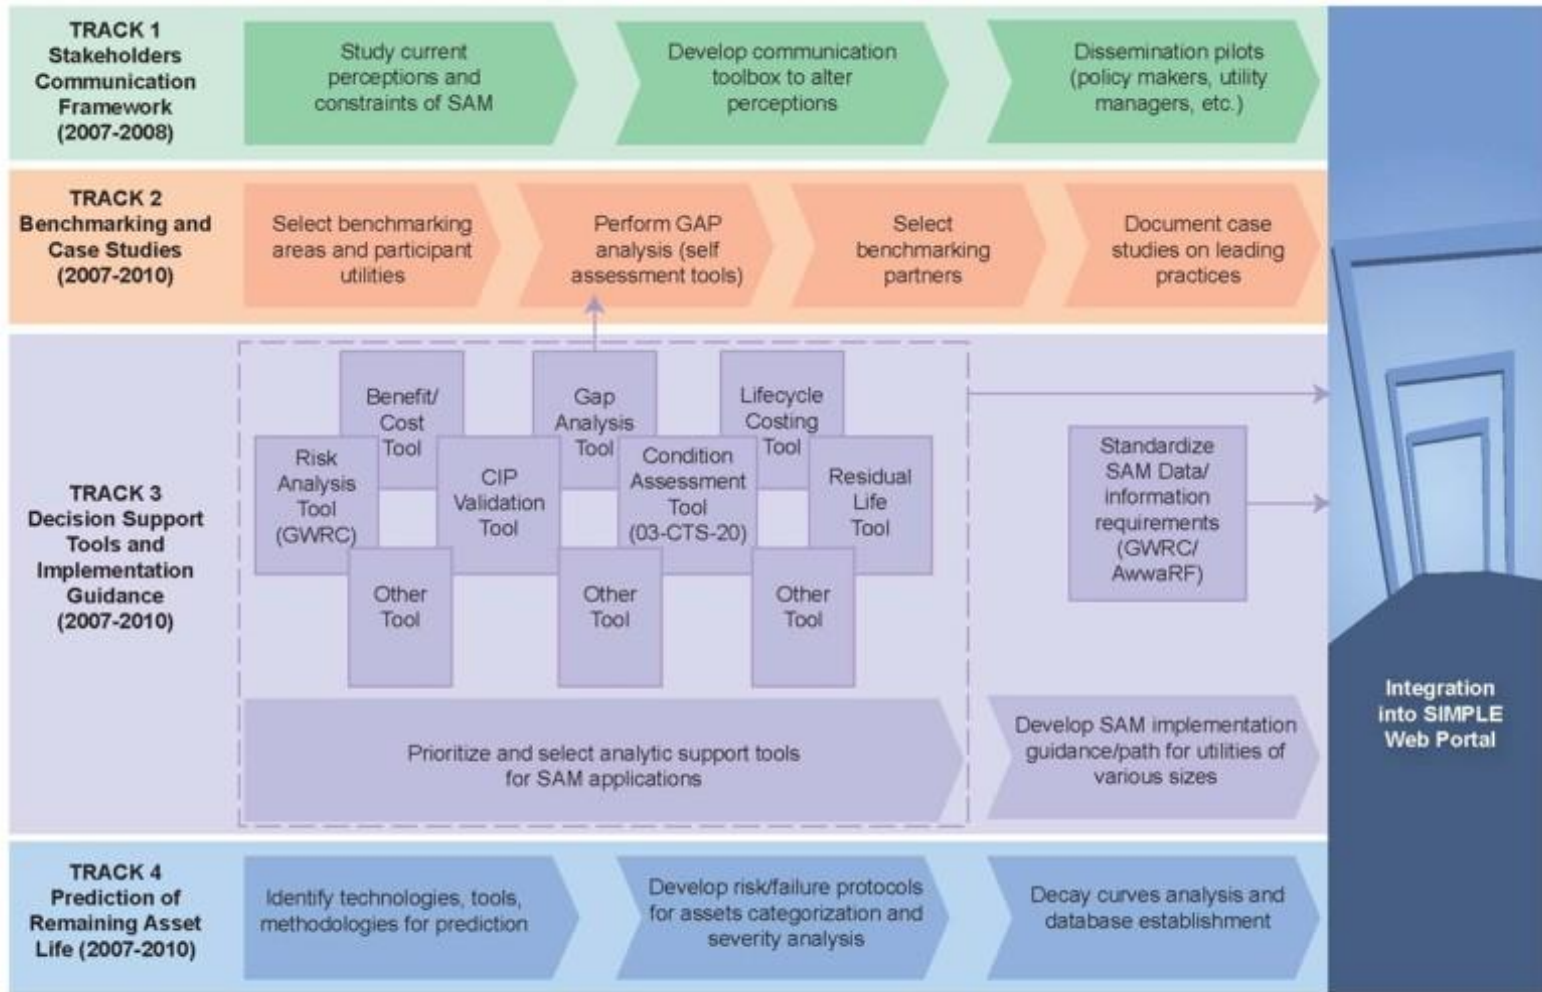 TRACK 1
Stakeholders
Communication
Framework
(2007-2008)
Study current
perceptions and
constraints of SAM
Develop communication
toolbox to alter
perceptions
Dissemination pilots
(policy makers, utility
managers, etc.)
TRACK 2
Benchmarking and
Case Studies
(2007-2010)
Select benchmarking
areas and participant
utilities
Perform GAP
analysis (self
assessment tools)
Select
benchmarking
partners
Document case
studies on leading
practices
TRACK 3
Decision Support
Tools and
Implementation
Guidance
(2007-2010)
Benefit/
Cost
Tool
Gap
Analysis
Tool
Lifecycle
Costing
Tool
Risk
Analysis
Tool
(GWRC)
CIP
Validation
Tool
Condition
Assessment
Tool
(03-CTS-20)
Residual
Life
Tool
Other
Tool
Other
Tool
Other
Tool
Standardize
SAM Data/
information
requirements
(GWRC/
AwwaRF)
Prioritize and select analytic support tools
for SAM applications
Develop SAM implementation
guidance/path for utilities of
various sizes
TRACK 4
Prediction of
Remaining Asset
Life (2007-2010)
Identify technologies, tools,
methodologies for prediction
Develop risk/failure protocols
for assets categorization and
severity analysis
Decay curves analysis and
database establishment
Integration
into SIMPLE
Web Portal